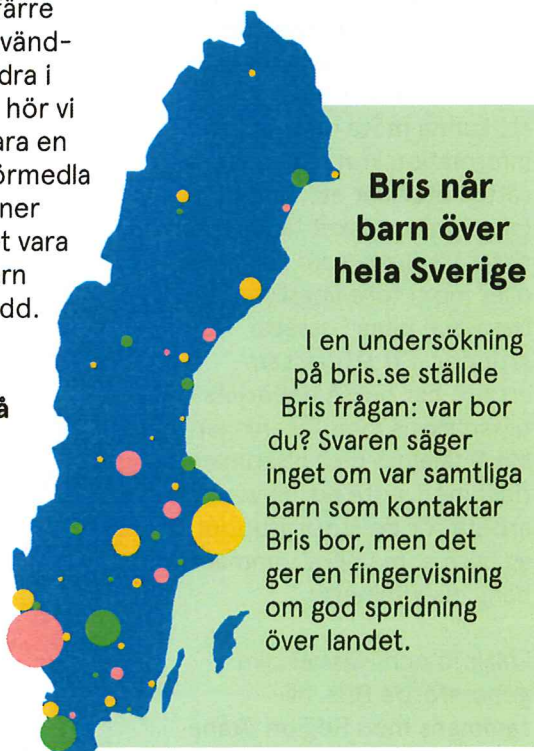 färre
vänd-
dra i
hör vi
ara en
örmedla
ner
t vara
rn
dd.
å
Bris når
barn över
hela Sverige
I en undersökning
på bris.se ställde
Bris frågan: var bor
du? Svaren säger
inget om var samtliga
barn som kontaktar
Bris bor, men det
ger en fingervisning
om god spridning
över landet.